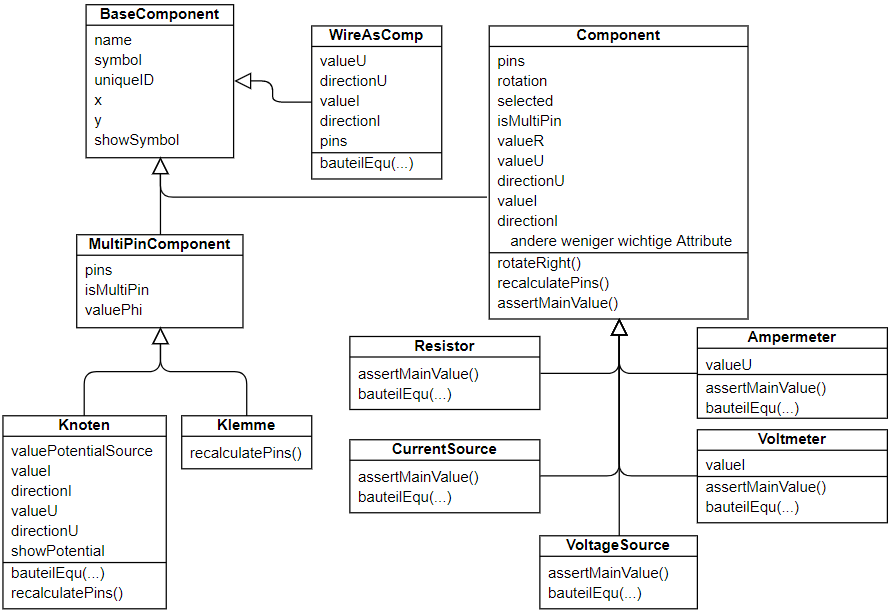 BaseComponent
name
symbol
uniqueID
x
y
showSymbol
WireAsComp
valueU
directionU
valueI
directionI
pins
bauteilEqu(...)
Component
pins
rotation
selected
isMultiPin
valueR
valueU
directionU
valueI
directionI
andere weniger wichtige Attribute
rotateRight()
recalculatePins()
assertMainValue()
MultiPinComponent
pins
isMultiPin
valuePhi
Knoten
valuePotentialSource
valueI
directionI
valueU
directionU
showPotential
bauteilEqu(...)
recalculatePins()
Klemme
recalculatePins()
Resistor
assertMainValue()
bauteilEqu(...)
Ampermeter
valueU
assertMainValue()
bauteilEqu(...)
CurrentSource
assertMainValue()
bauteilEqu(...)
Voltmeter
valueI
assertMainValue()
bauteilEqu(...)
VoltageSource
assertMainValue()
bauteilEqu(...)